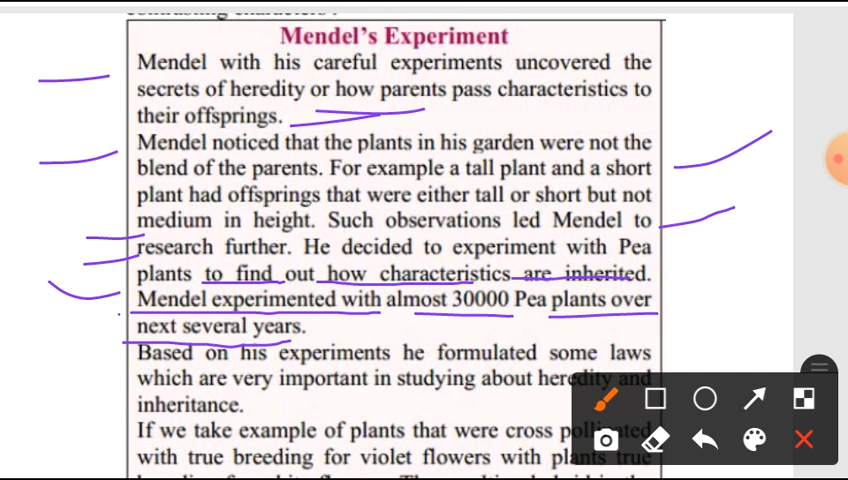 Mendel's Experiment
Mendel with his careful experiments uncovered the
secrets of heredity or how parents pass characteristics to
their offsprings.
Mendel noticed that the plants in his garden were not the
blend of the parents. For example a tall plant and a short
plant had offsprings that were either tall or short but not
medium in height. Such observations led Mendel to
research further. He decided to experiment with Pea
plants to find out how characteristics are inherited.
Mendel experimented with almost 30000 Pea plants over
next several years.
Based on his experiments he formulated some laws
which are very important in studying about heredity and
inheritance.
If we take example of plants that were cross pollinated
with true breeding for violet flowers with plants true